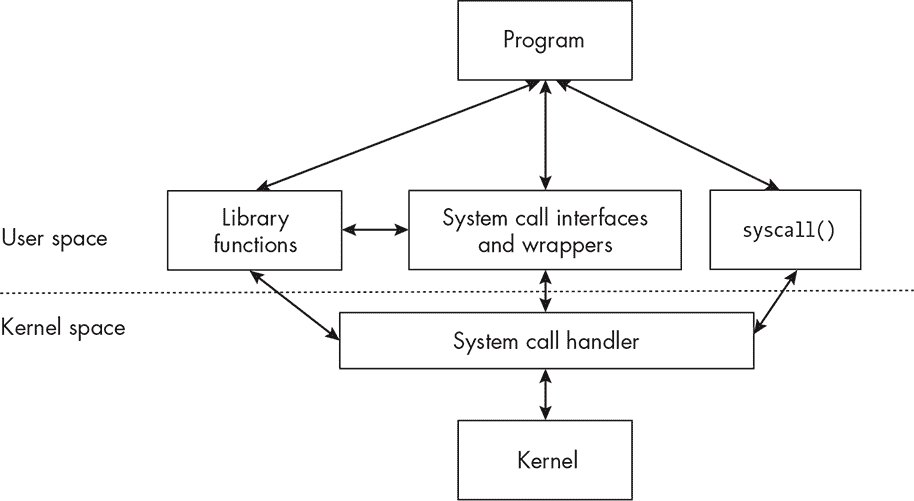 Program
Library
functions
System call interfaces
and wrappers
syscall()
User space
Kernel space
System call handler
Kernel